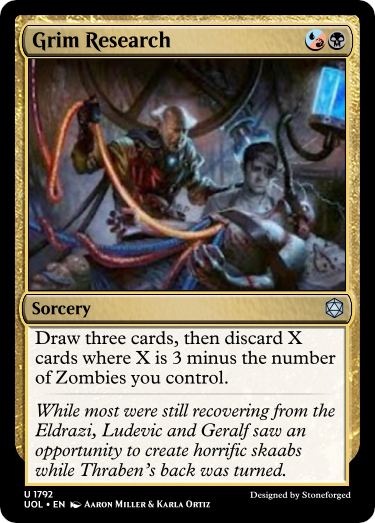 Grim Research
Sorcery
Draw three cards, then discard X
cards where X is 3 minus the number
of Zombies you control.
While most were still recovering from the
Eldrazi, Ludevic and Geralf saw an
opportunity to create horrific skaabs
while Thraben's back was turned.
U 1792
UOL • EN Aaron Miller & Karla Ortiz
Designed by Stoneforged